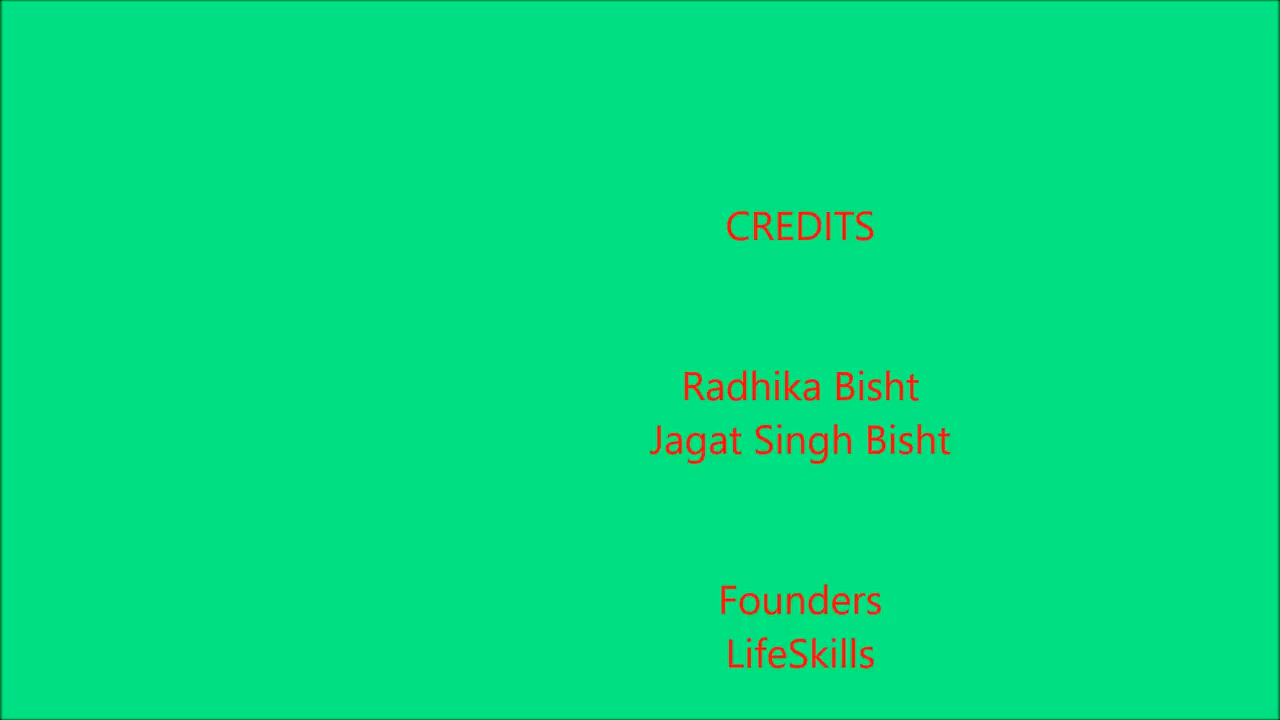 CREDITS
Radhika Bisht
Jagat Singh Bisht
Founders
LifeSkills